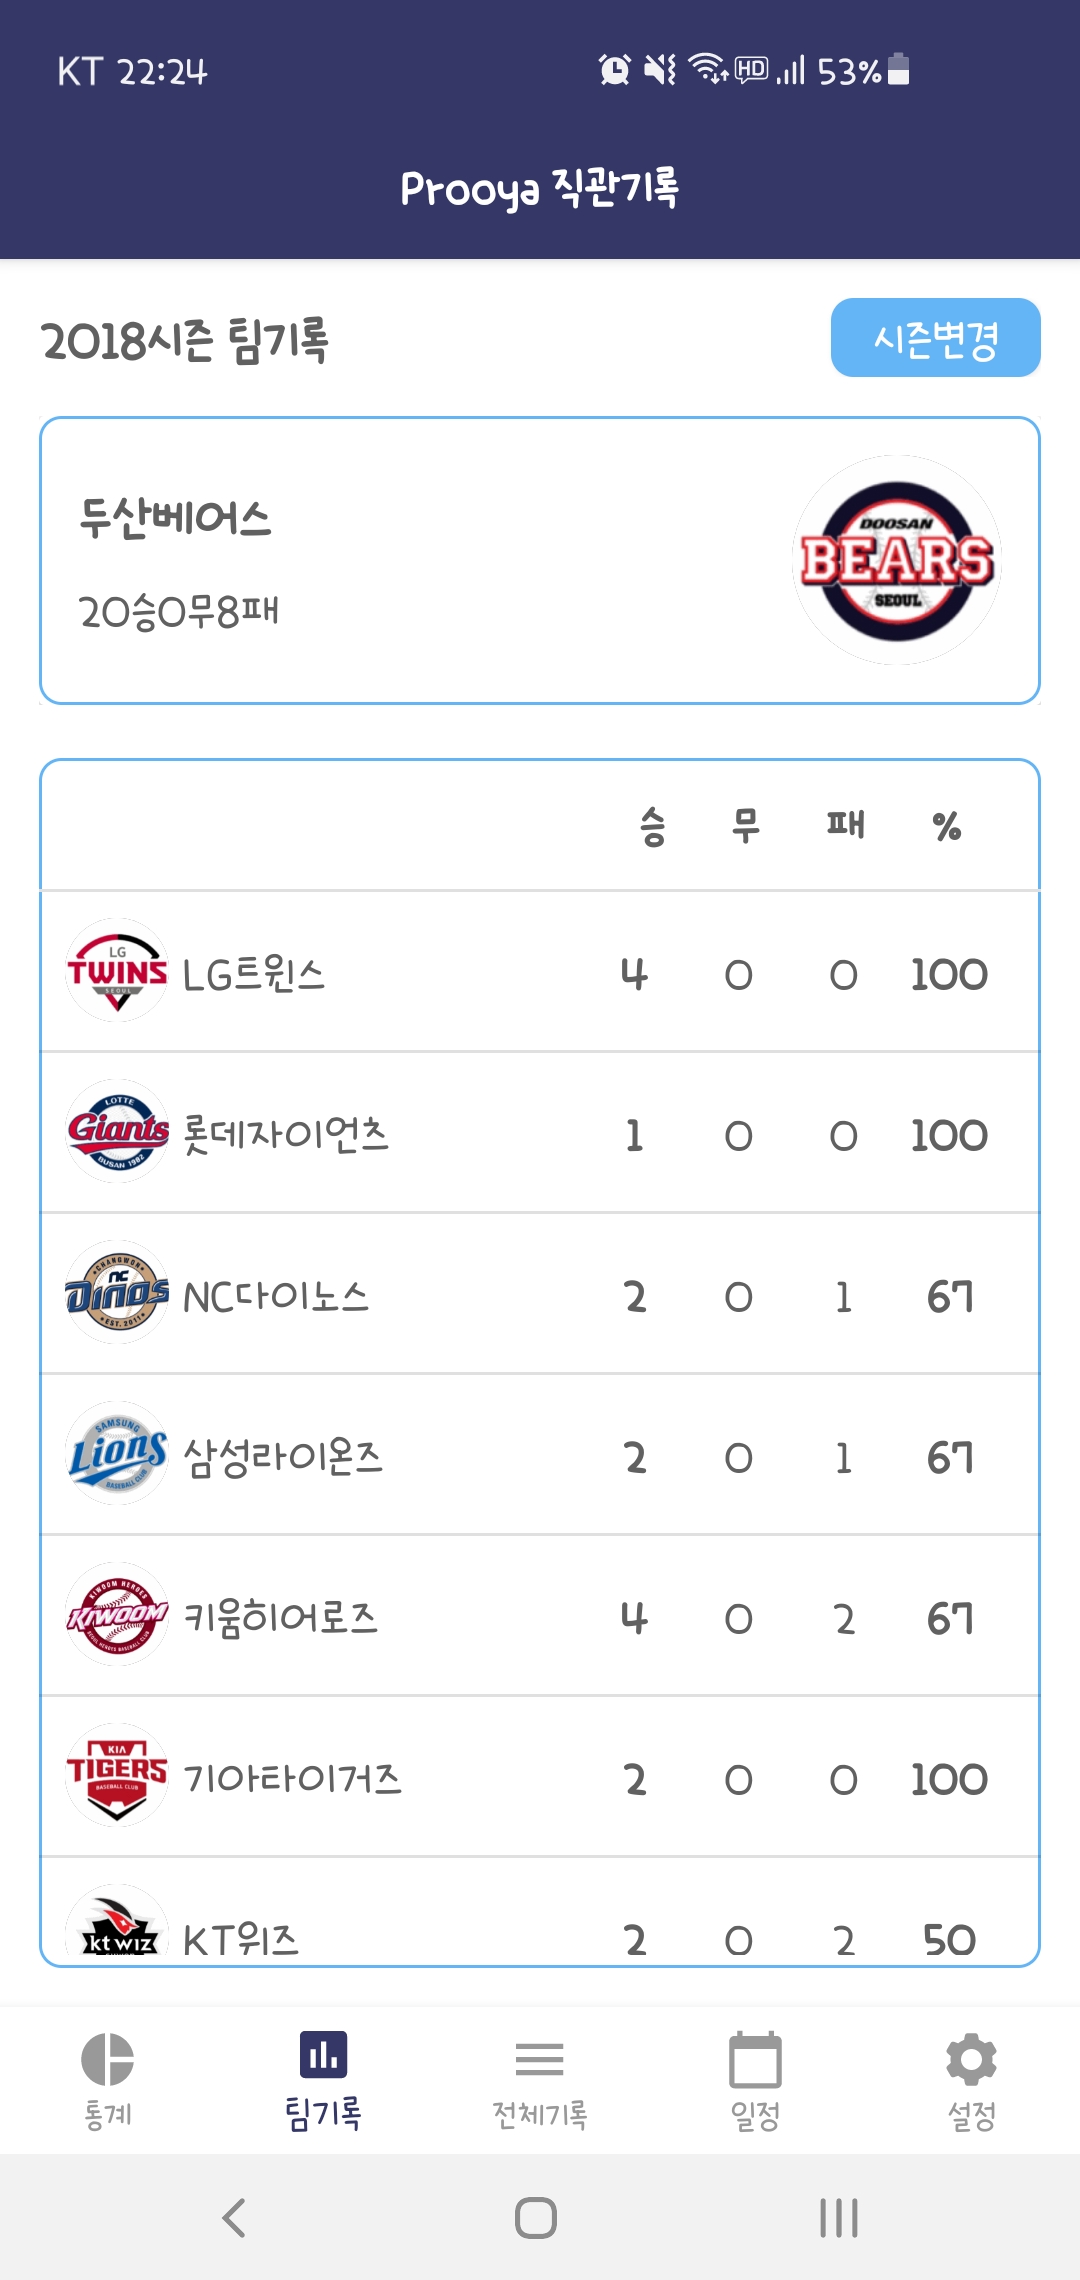 KT 22:24 HD 53%
Prooya 직관기록
2018시즌 팀기록 시즌변경
두산베어스
20승0무8패
DOOSAN
BEARS
SEOUL
승 무 패 %
LG
TWINS
SEOUL
LG트윈스 4 0 0 100
LOTTE
Giants
BUSAN 1982
롯데자이언츠 1 0 0 100
CHANGWON
NC
DINOS
EST. 2011
NC다이노스 2 0 1 67
SAMSUNG
Lions
BASEBALL CLUB
삼성라이온즈 2 0 1 67
KIWOOM HEROES
KIWOOM
SEOUL HEROES BASEBALL CLUB
키움히어로즈 4 0 2 67
KIA
TIGERS
BASEBALL CLUB
기아타이거즈 2 0 0 100
kt wiz
KT위즈 2 0 2 50
통계 팀기록 전체기록 일정 설정